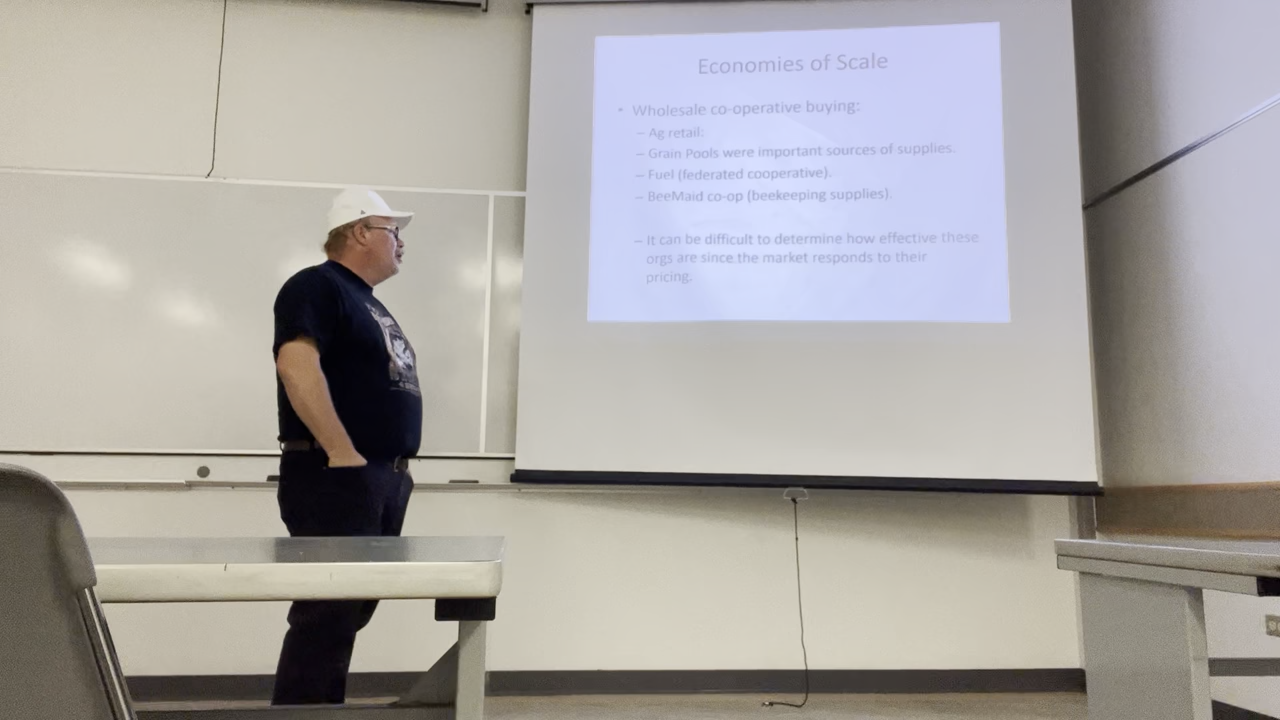 Economies of Scale
• Wholesale co-operative buying:
– Ag retail:
– Grain Pools were important sources of supplies.
– Fuel (federated cooperative).
– BeeMaid co-op (beekeeping supplies).
– It can be difficult to determine how effective these
orgs are since the market responds to their
pricing.